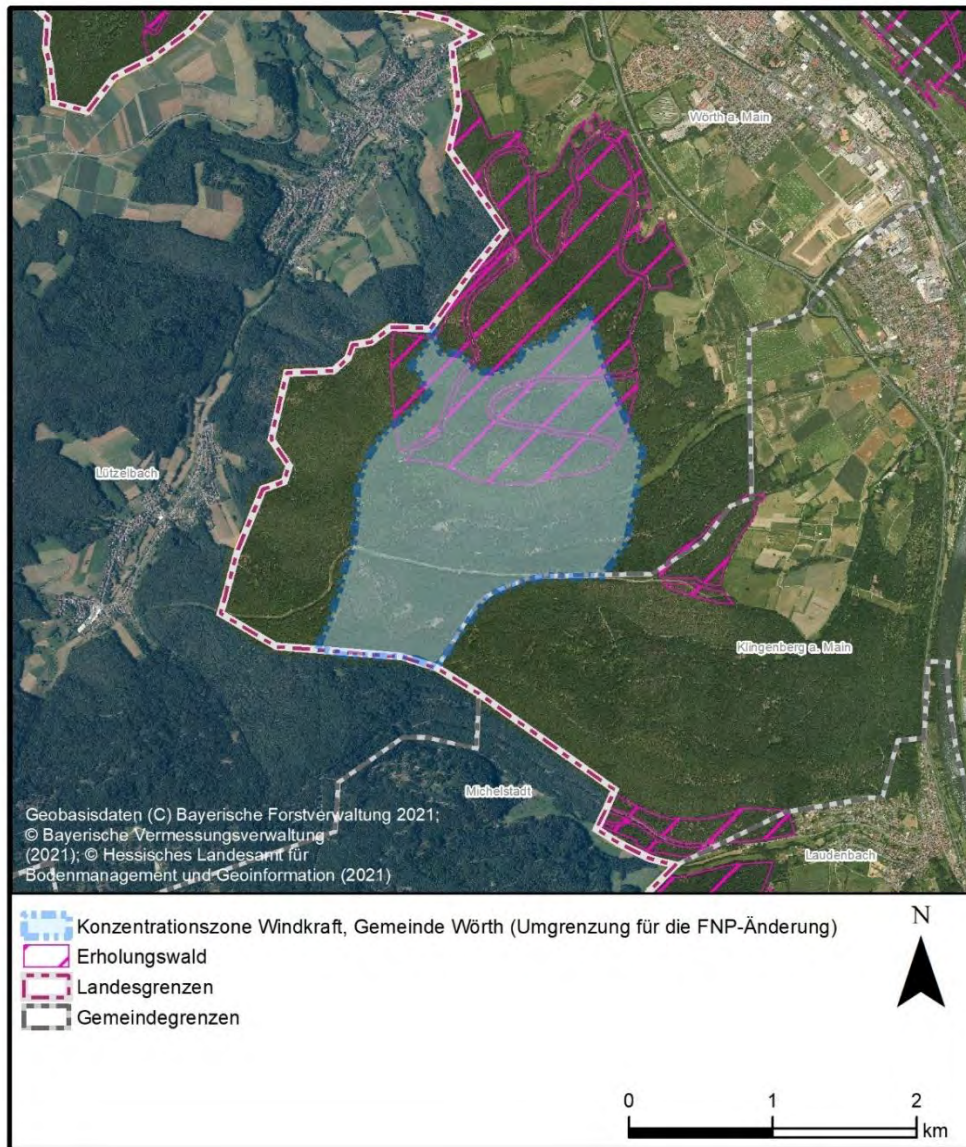 Wörth a. Main
Lützelbach
Klingenberg a. Main
Michelstadt
Laudenbach
Geobasisdaten (C) Bayerische Forstverwaltung 2021;
© Bayerische Vermessungsverwaltung
(2021); © Hessisches Landesamt für
Bodenmanagement und Geoinformation (2021)
Konzentrationszone Windkraft, Gemeinde Wörth (Umgrenzung für die FNP-Änderung)
Erholungswald
Landesgrenzen
Gemeindegrenzen
N
0 1 2
km